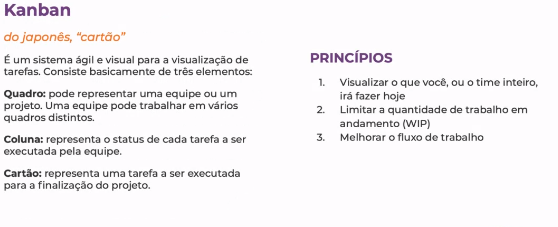 Kanban
do japonês, “cartão”
É um sistema ágil e visual para a visualização de
tarefas. Consiste basicamente de três elementos:
Quadro: pode representar uma equipe ou um
projeto. Uma equipe pode trabalhar em vários
quadros distintos.
Coluna: representa o status de cada tarefa a ser
executada pela equipe.
Cartão: representa uma tarefa a ser executada
para a finalização do projeto.
PRINCÍPIOS
1. Visualizar o que você, ou o time inteiro,
irá fazer hoje
2. Limitar a quantidade de trabalho em
andamento (WIP)
3. Melhorar o fluxo de trabalho